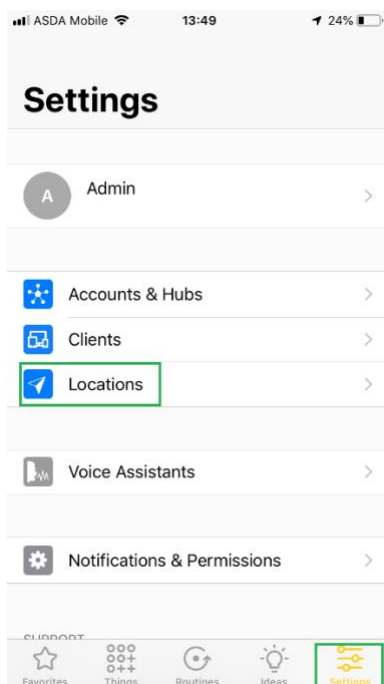 ASDA Mobile 13:49 24%
Settings
A Admin
Accounts & Hubs
Clients
Locations
Voice Assistants
Notifications & Permissions
SUPPORT
Favorites Things Routines Ideas Settings